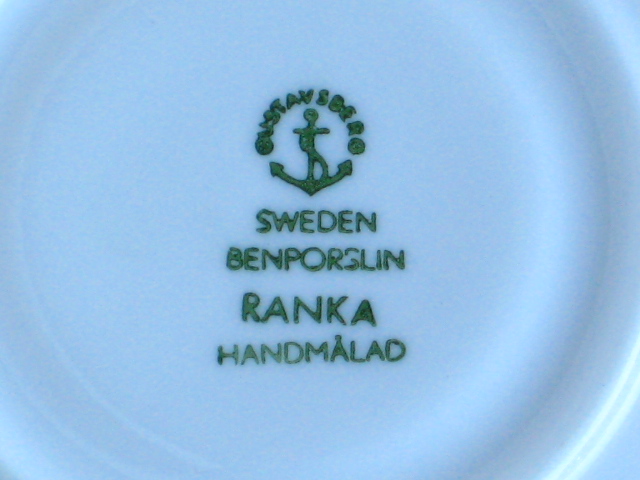 GUSTAVSBERG
SWEDEN
BENPORSLIN
RANKA
HANDMÅLAD